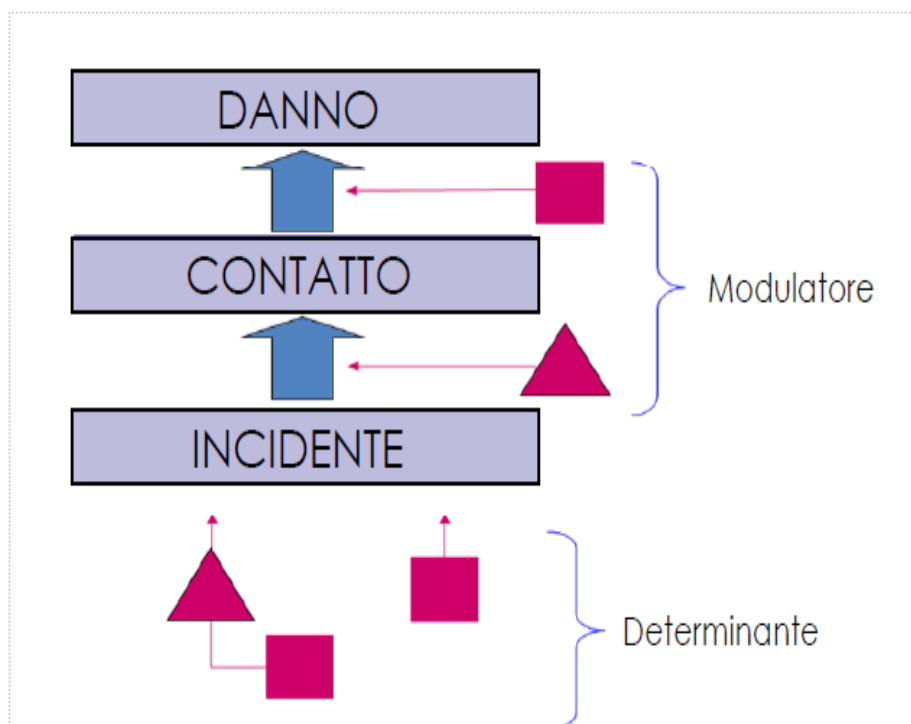 DANNO
CONTATTO
Modulatore
INCIDENTE
Determinante